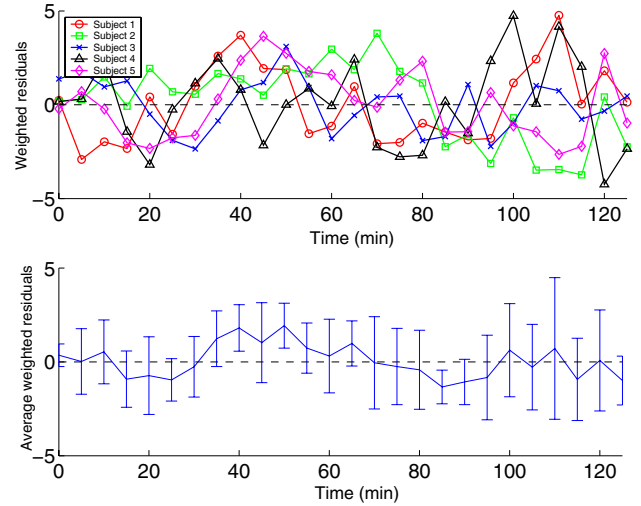 5
Subject 1
Subject 2
Subject 3
Subject 4
Subject 5
Weighted residuals
0
-5
0 20 40 60 80 100 120
Time (min)
5
Average weighted residuals
0
-5
0 20 40 60 80 100 120
Time (min)